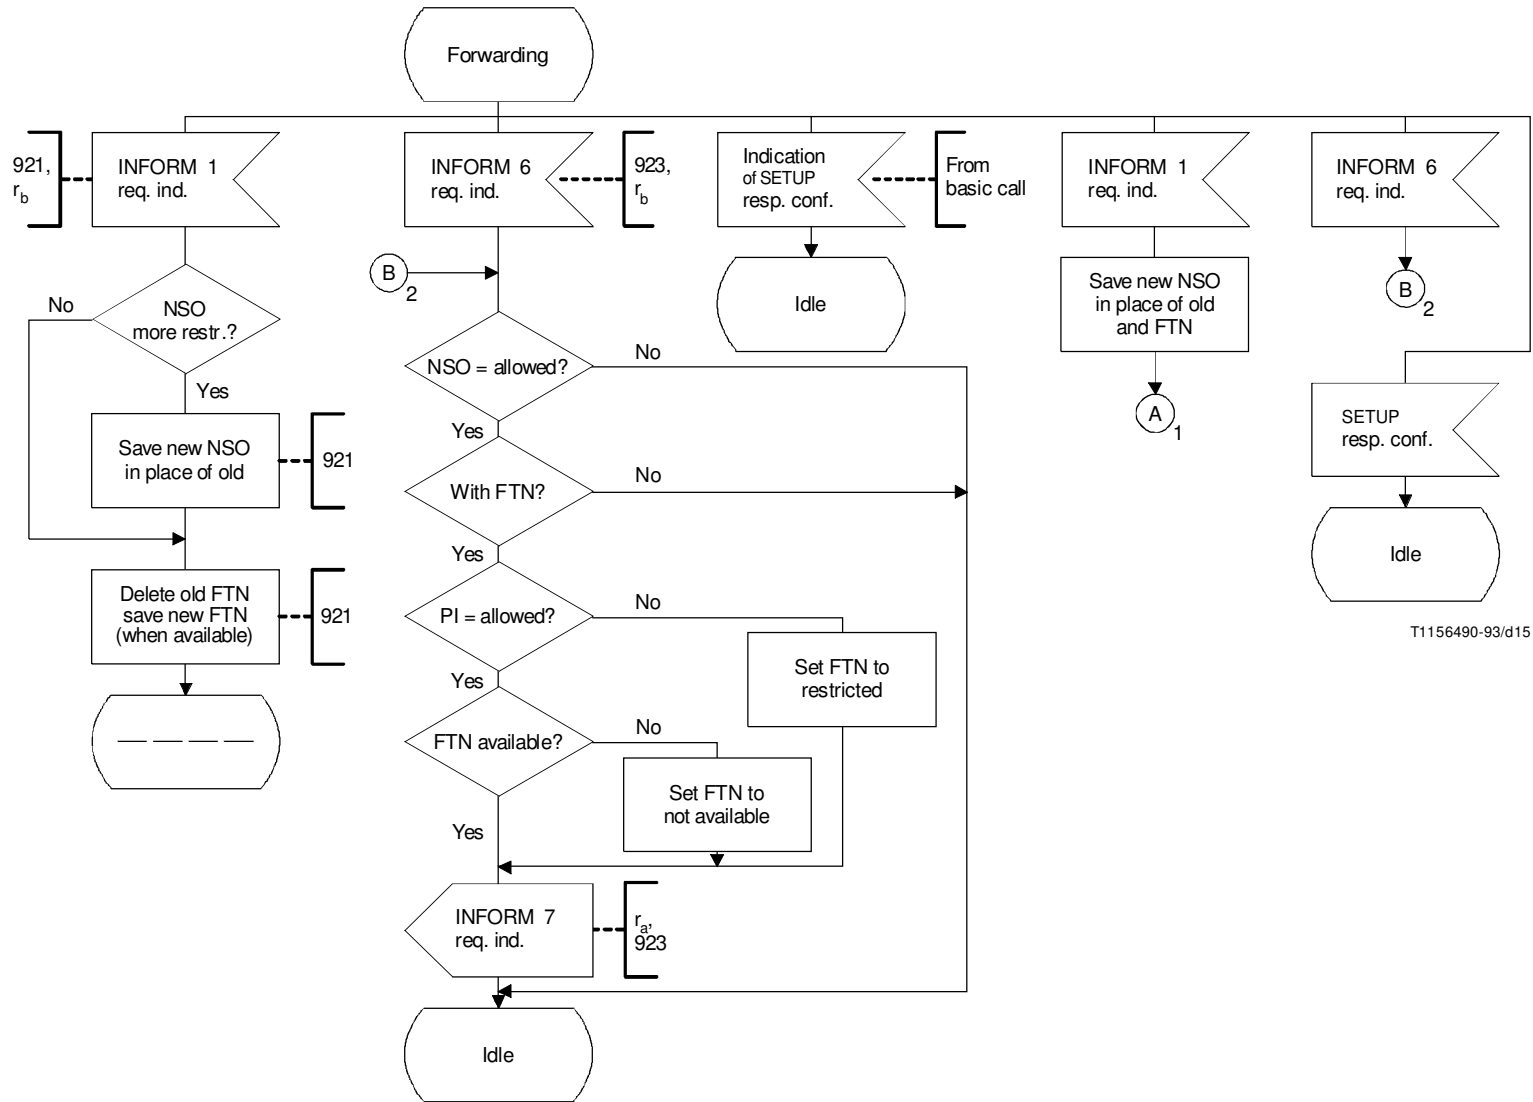 Forwarding
921,
rb
INFORM 1
req. ind.
INFORM 6
req. ind.
923,
rb
Indication
of SETUP
resp. conf.
From
basic call
INFORM 1
req. ind.
INFORM 6
req. ind.
No
NSO
more restr.?
Yes
Save new NSO
in place of old
921
Delete old FTN
save new FTN
(when available)
921
B
2
NSO = allowed?
No
Yes
With FTN?
No
Yes
PI = allowed?
No
Yes
Set FTN to
restricted
FTN available?
No
Set FTN to
not available
Yes
INFORM 7
req. ind.
ra,
923
Idle
Idle
Save new NSO
in place of old
and FTN
A
1
B
2
SETUP
resp. conf.
Idle
T1156490-93/d15